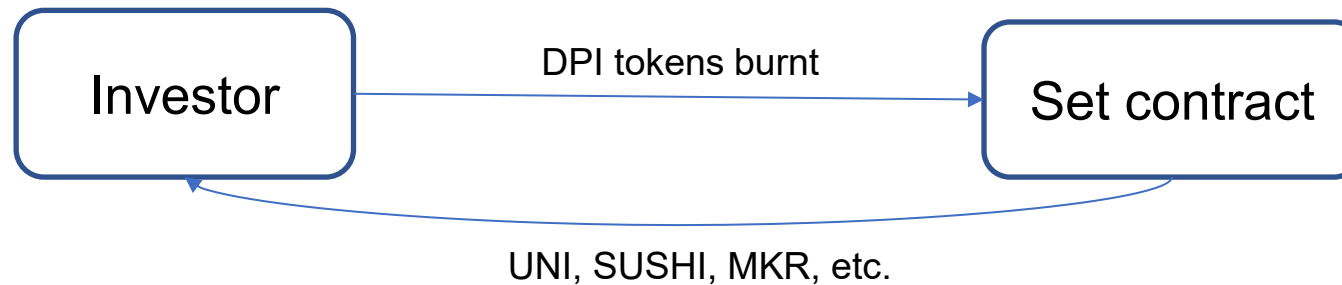 Investor
DPI tokens burnt
Set contract
UNI, SUSHI, MKR, etc.